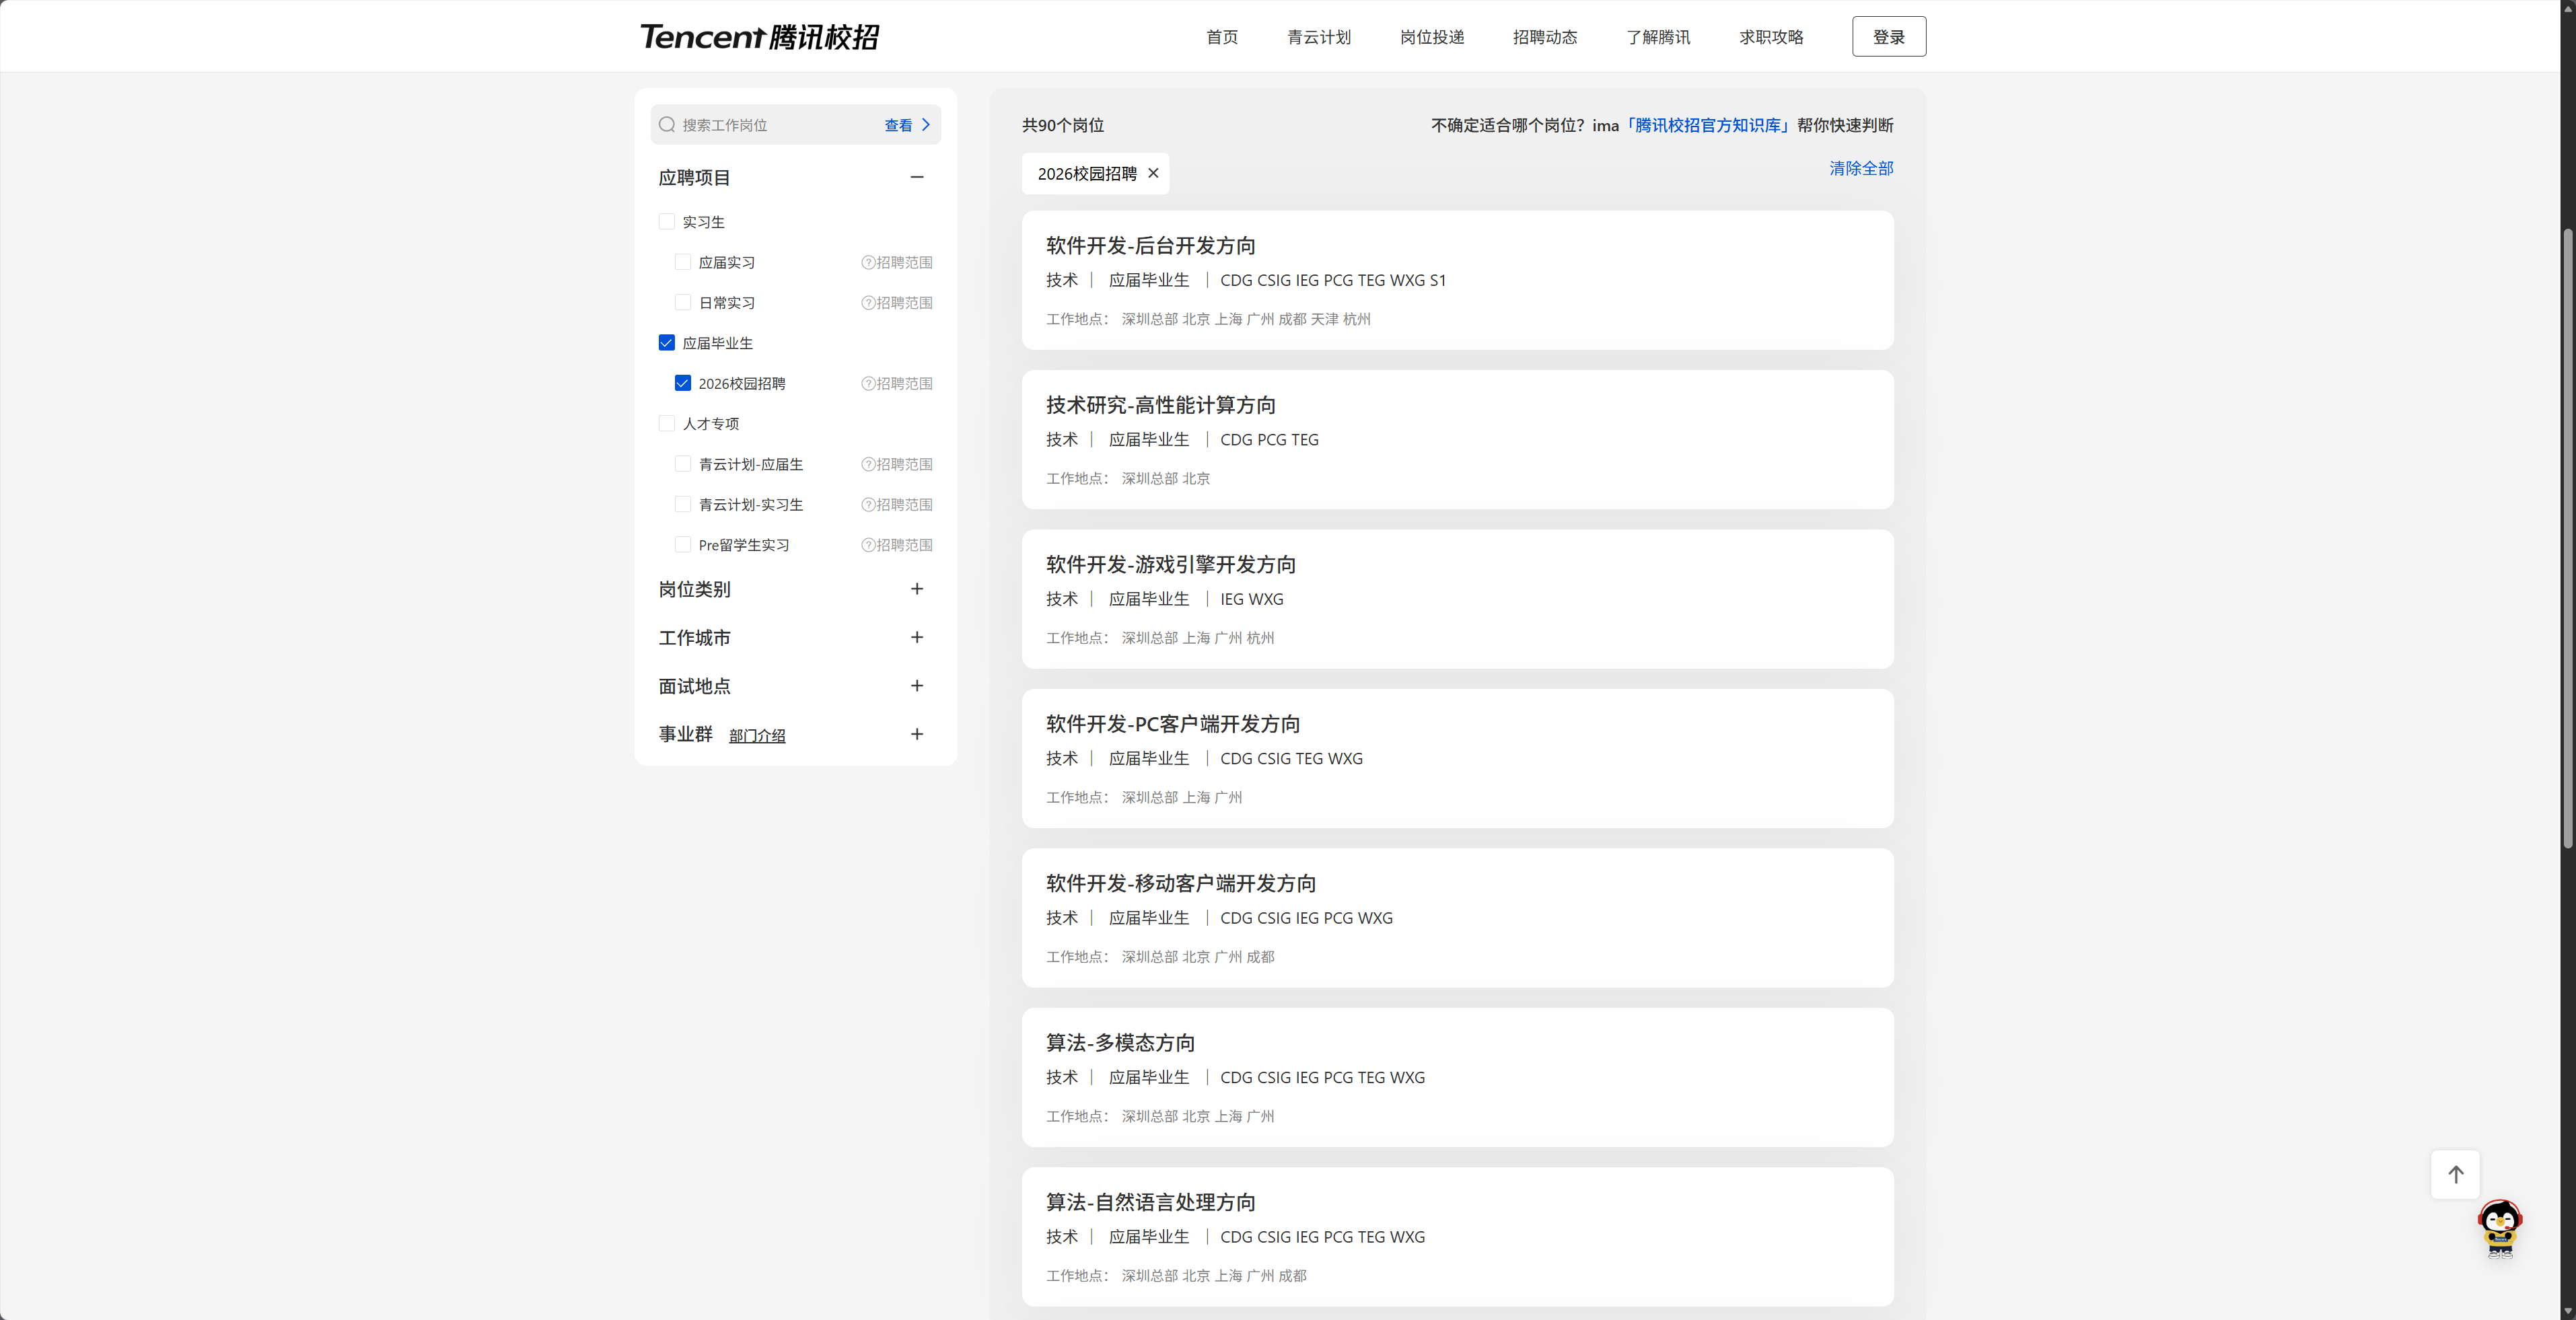 Tencent 腾讯校招
首页 青云计划 岗位投递 招聘动态 了解腾讯 求职攻略 登录
搜索工作岗位 查看
应聘项目
实习生
应届实习 ?招聘范围
日常实习 ?招聘范围
应届毕业生
2026校园招聘 ?招聘范围
人才专项
青云计划-应届生 ?招聘范围
青云计划-实习生 ?招聘范围
Pre留学生实习 ?招聘范围
岗位类别
工作城市
面试地点
事业群 部门介绍
共90个岗位 不确定适合哪个岗位？ima「腾讯校招官方知识库」帮你快速判断
2026校园招聘 清除全部
软件开发-后台开发方向
技术 | 应届毕业生 | CDG CSIG IEG PCG TEG WXG S1
工作地点： 深圳总部 北京 上海 广州 成都 天津 杭州
技术研究-高性能计算方向
技术 | 应届毕业生 | CDG PCG TEG
工作地点： 深圳总部 北京
软件开发-游戏引擎开发方向
技术 | 应届毕业生 | IEG WXG
工作地点： 深圳总部 上海 广州 杭州
软件开发-PC客户端开发方向
技术 | 应届毕业生 | CDG CSIG TEG WXG
工作地点： 深圳总部 上海 广州
软件开发-移动客户端开发方向
技术 | 应届毕业生 | CDG CSIG IEG PCG WXG
工作地点： 深圳总部 北京 广州 成都
算法-多模态方向
技术 | 应届毕业生 | CDG CSIG IEG PCG TEG WXG
工作地点： 深圳总部 北京 上海 广州
算法-自然语言处理方向
技术 | 应届毕业生 | CDG CSIG IEG PCG TEG WXG
工作地点： 深圳总部 北京 上海 广州 成都